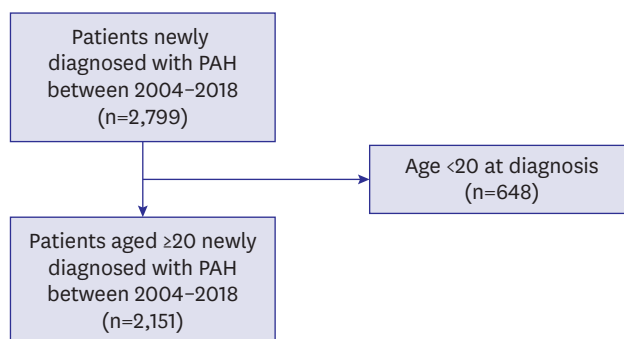 Patients newly
diagnosed with PAH
between 2004–2018
(n=2,799)
Age <20 at diagnosis
(n=648)
Patients aged ≥20 newly
diagnosed with PAH
between 2004–2018
(n=2,151)